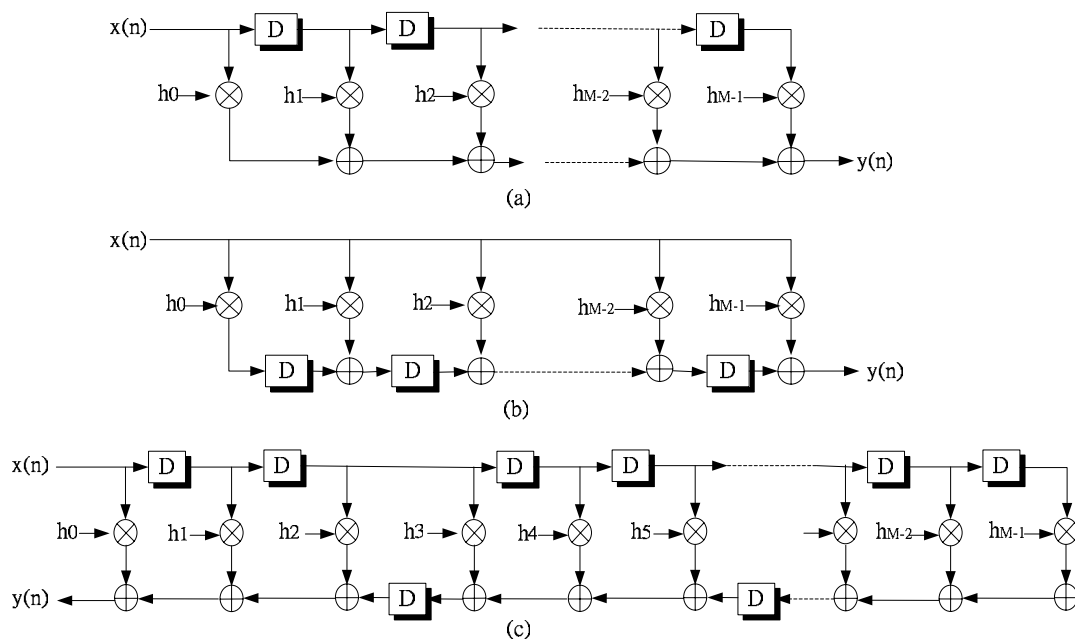 x(n) D D D
h0 h1 h2 hM-2 hM-1
y(n)
(a)
x(n)
h0 h1 h2 hM-2 hM-1
D D D y(n)
(b)
x(n) D D D D D D
h0 h1 h2 h3 h4 h5 hM-2 hM-1
y(n) D D
(c)